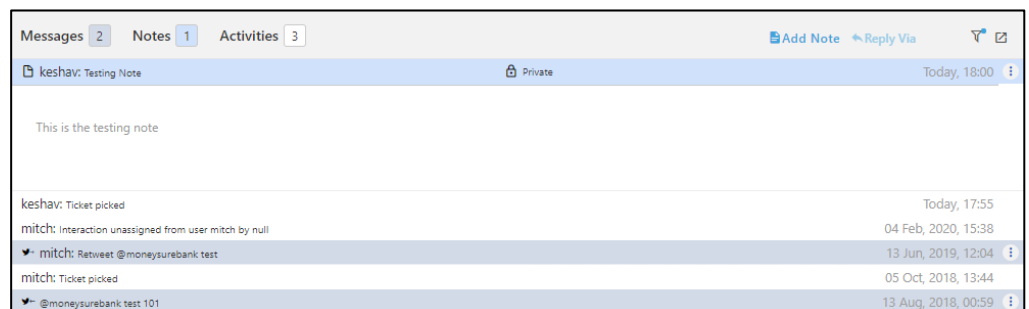 Messages 2 Notes 1 Activities 3 Add Note Reply Via
keshav: Testing Note Private Today, 18:00
This is the testing note
keshav: Ticket picked Today, 17:55
mitch: Interaction unassigned from user mitch by null 04 Feb, 2020, 15:38
mitch: Retweet @moneysurebank test 13 Jun, 2019, 12:04
mitch: Ticket picked 05 Oct, 2018, 13:44
@moneysurebank test 101 13 Aug, 2018, 00:59